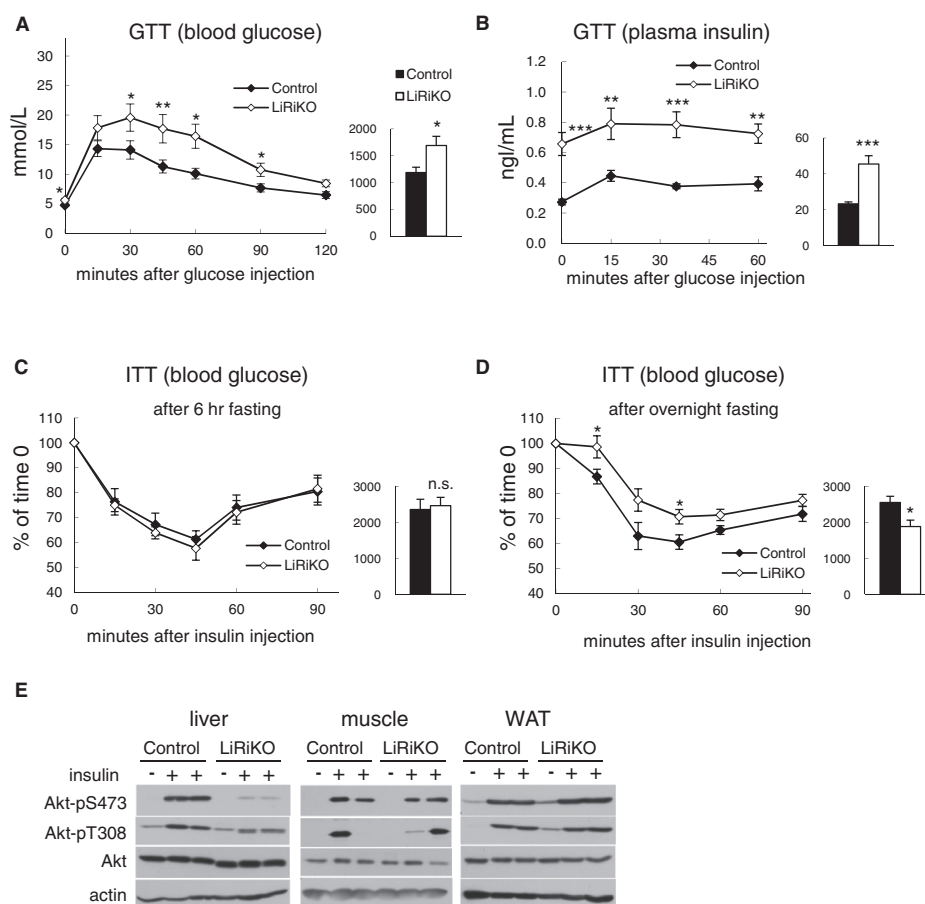 A
GTT (blood glucose)
mmol/L
30
25
20
15
10
5
0
Control
LiRiKO
*
*
**
*
*
0 30 60 90 120
minutes after glucose injection
Control
LiRiKO
2000
1500
1000
500
0
*
B
GTT (plasma insulin)
ngl/mL
1.2
1.0
0.8
0.6
0.4
0.2
0.0
Control
LiRiKO
***
**
***
**
0 15 30 45 60
minutes after glucose injection
60
40
20
0
***
C
ITT (blood glucose)
after 6 hr fasting
% of time 0
110
100
90
80
70
60
50
40
Control
LiRiKO
0 30 60 90
minutes after insulin injection
3000
2000
1000
0
n.s.
D
ITT (blood glucose)
after overnight fasting
% of time 0
110
100
90
80
70
60
50
40
*
*
Control
LiRiKO
0 30 60 90
minutes after insulin injection
3000
2000
1000
0
*
E
liver muscle WAT
Control LiRiKO Control LiRiKO Control LiRiKO
insulin - + + - + + - + + - + + - + + - + +
Akt-pS473
Akt-pT308
Akt
actin